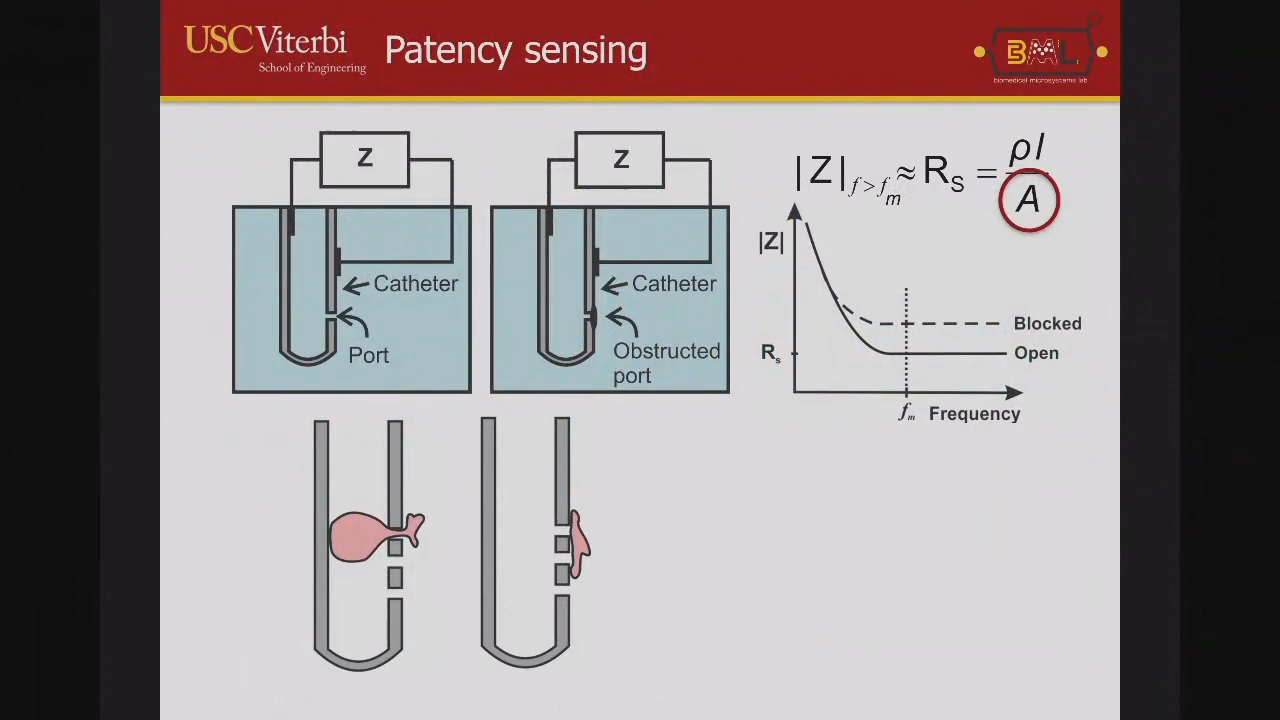 USC Viterbi
School of Engineering
Patency sensing
BML
biomedical microsystems lab
Z
Catheter
Port
Z
Catheter
Obstructed
port
|Z| f > fm ≈ RS = ρl / A
|Z|
Rs
Blocked
Open
fm Frequency